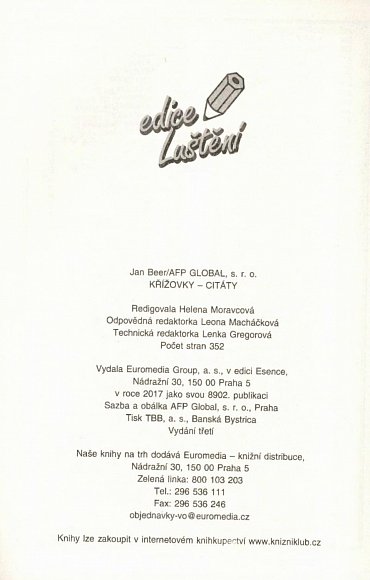 edice
Luštění
Jan Beer/AFP GLOBAL, s. r. o.
KŘÍŽOVKY – CITÁTY
Redigovala Helena Moravcová
Odpovědná redaktorka Leona Macháčková
Technická redaktorka Lenka Gregorová
Počet stran 352
Vydala Euromedia Group, a. s., v edici Esence,
Nádražní 30, 150 00 Praha 5
v roce 2017 jako svou 8902. publikaci
Sazba a obálka AFP Global, s. r. o., Praha
Tisk TBB, a. s., Banská Bystrica
Vydání třetí
Naše knihy na trh dodává Euromedia – knižní distribuce,
Nádražní 30, 150 00 Praha 5
Zelená linka: 800 103 203
Tel.: 296 536 111
Fax: 296 536 246
objednavky-vo@euromedia.cz
Knihy lze zakoupit v internetovém knihkupectví www.knizniklub.cz